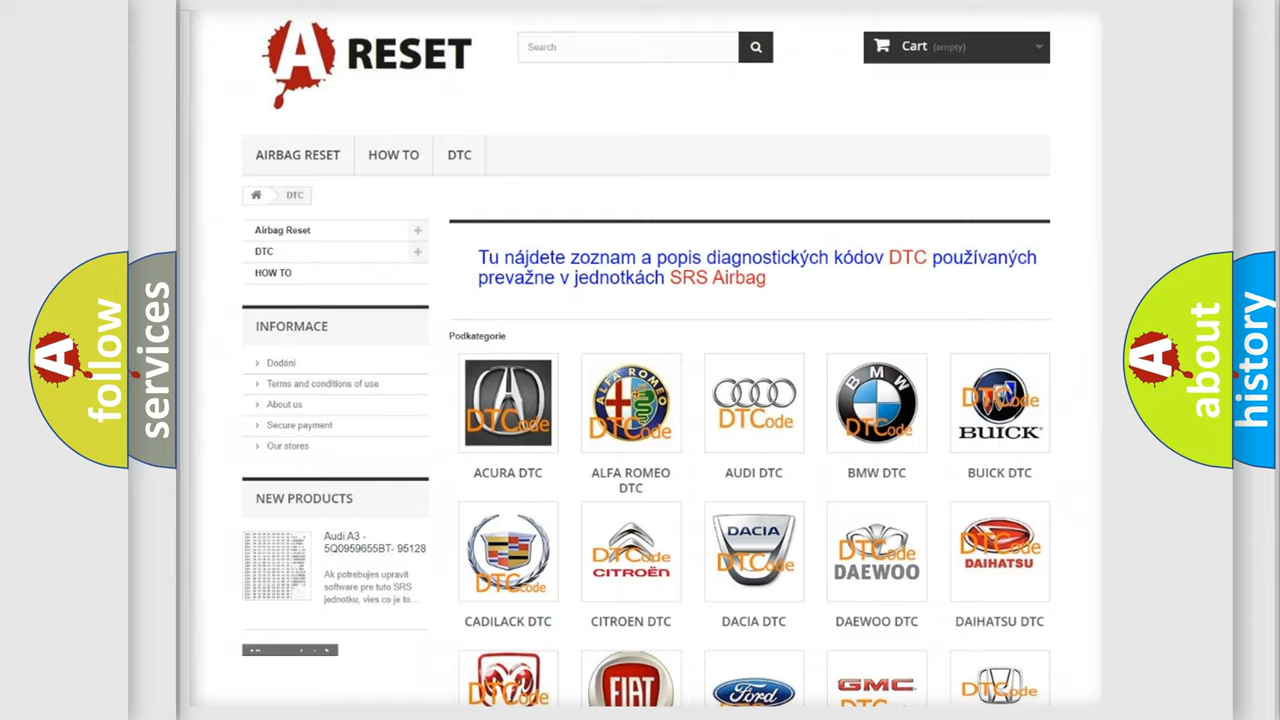 A RESET
Search
Cart (empty)
AIRBAG RESET
HOW TO
DTC
DTC
Airbag Reset
DTC
HOW TO
INFORMACE
Dodání
Terms and conditions of use
About us
Secure payment
Our stores
NEW PRODUCTS
Audi A3 -
5Q0959655BT- 95128
Ak potrebujes upravit
software pre tuto SRS
jednotku, vies co je to...
Tu nájdete zoznam a popis diagnostických kódov DTC používaných
prevažne v jednotkách SRS Airbag
Podkategorie
DTCode
ALFA ROMEO
DTCode
DTCode
BMW
DTCode
DTCode
BUICK
ACURA DTC
ALFA ROMEO
DTC
AUDI DTC
BMW DTC
BUICK DTC
DTCode
DTCode
CITROËN
DACIA
DTCode
DTCode
DAEWOO
DTCode
DAIHATSU
CADILACK DTC
CITROEN DTC
DACIA DTC
DAEWOO DTC
DAIHATSU DTC
DTCode
FIAT
Ford
GMC
DTCode
A follow
services
A about
history